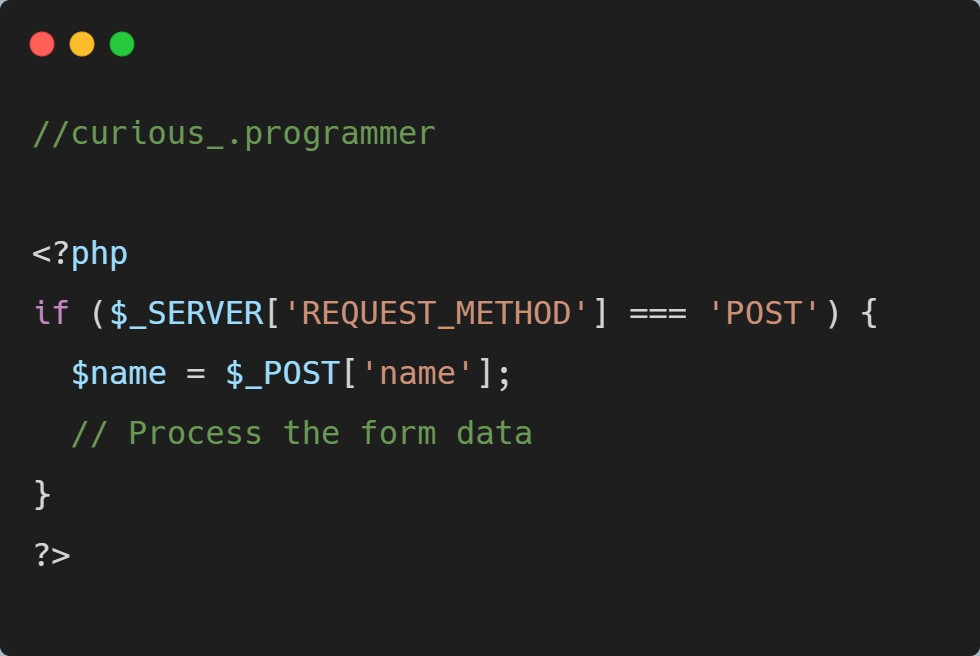 //curious_.programmer
<?php
if ($_SERVER['REQUEST_METHOD'] === 'POST') {
  $name = $_POST['name'];
  // Process the form data
}
?>